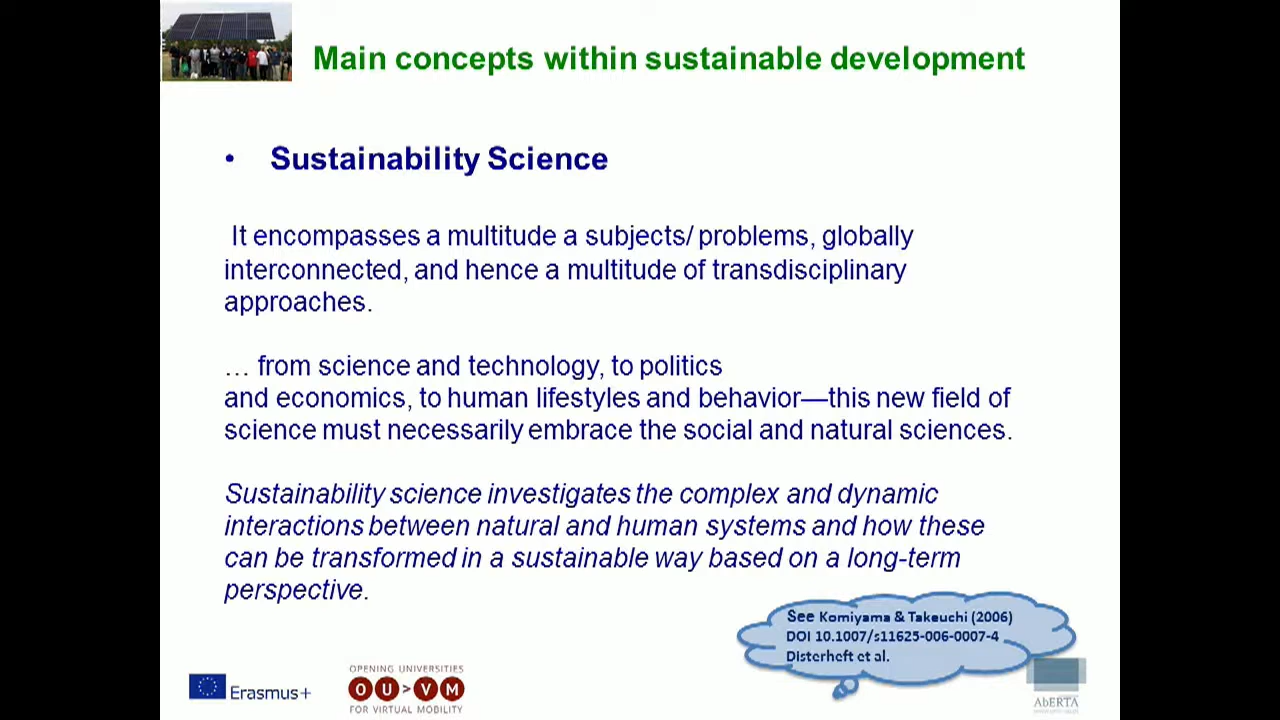 Main concepts within sustainable development
• Sustainability Science
It encompasses a multitude a subjects/ problems, globally
interconnected, and hence a multitude of transdisciplinary
approaches.
… from science and technology, to politics
and economics, to human lifestyles and behavior—this new field of
science must necessarily embrace the social and natural sciences.
Sustainability science investigates the complex and dynamic
interactions between natural and human systems and how these
can be transformed in a sustainable way based on a long-term
perspective.
See Komiyama & Takeuchi (2006)
DOI 10.1007/s11625-006-0007-4
Disterheft et al.
Erasmus+
OPENING UNIVERSITIES
OU>VM
FOR VIRTUAL MOBILITY
AbERTA